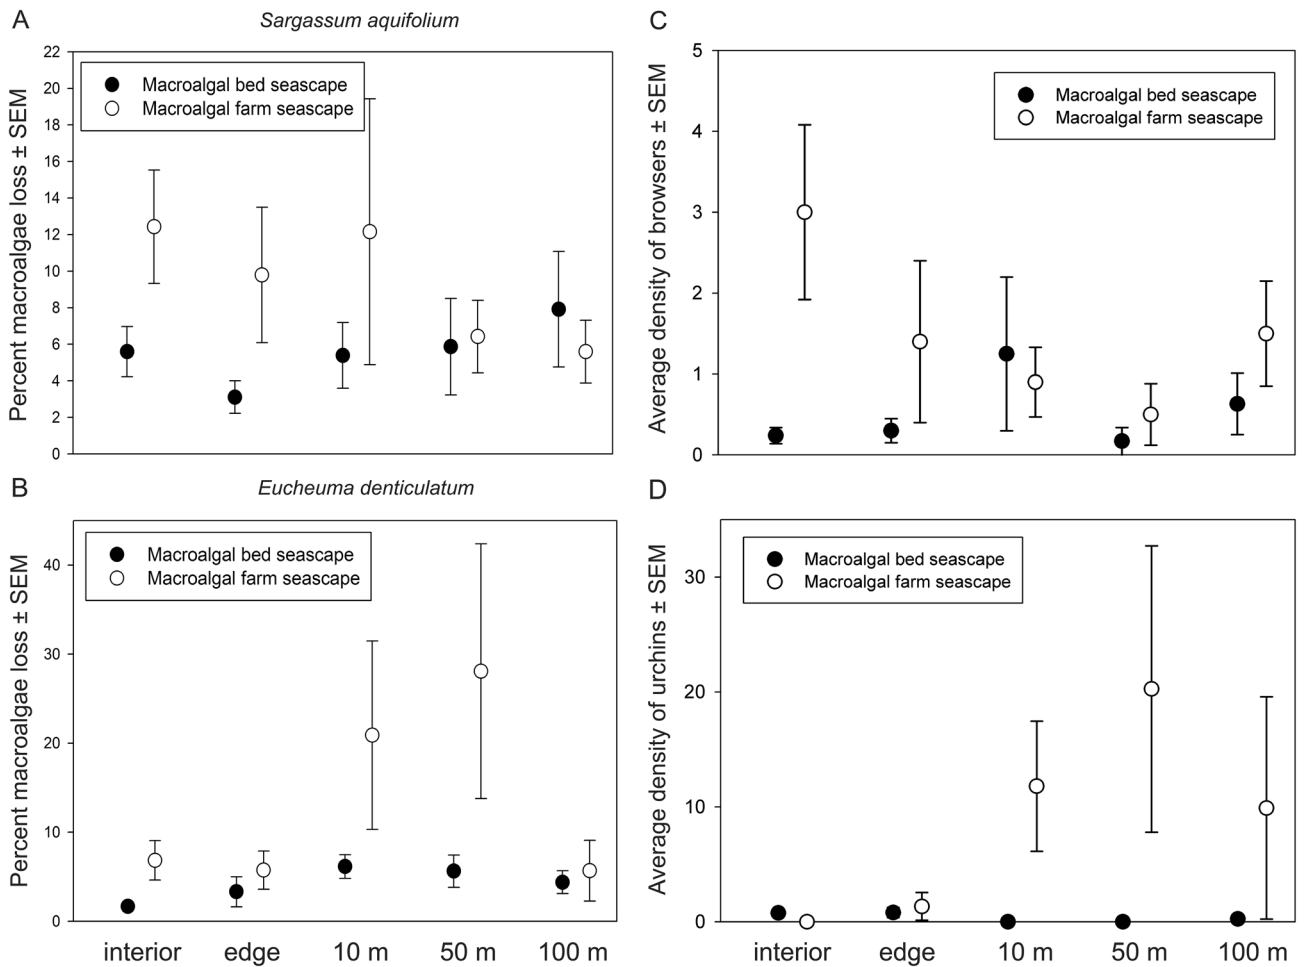 A
Sargassum aquifolium
Percent macroalgae loss ± SEM
22
20
18
16
14
12
10
8
6
4
2
0
Macroalgal bed seascape
Macroalgal farm seascape
B
Eucheuma denticulatum
Percent macroalgae loss ± SEM
40
30
20
10
0
Macroalgal bed seascape
Macroalgal farm seascape
interior edge 10 m 50 m 100 m
C
Average density of browsers ± SEM
5
4
3
2
1
0
Macroalgal bed seascape
Macroalgal farm seascape
D
Average density of urchins ± SEM
30
20
10
0
Macroalgal bed seascape
Macroalgal farm seascape
interior edge 10 m 50 m 100 m